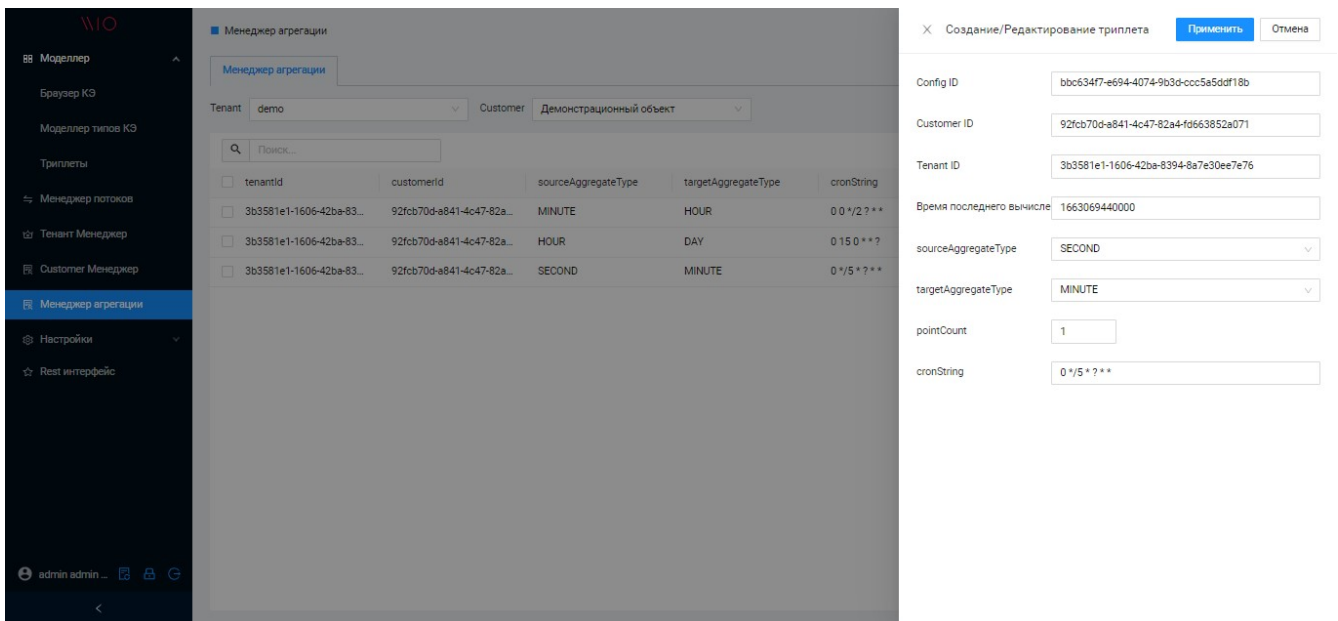 WIO
Моделлер
Браузер КЭ
Моделлер типов КЭ
Триплеты
Менеджер потоков
Тенант Менеджер
Customer Менеджер
Менеджер агрегации
Настройки
Rest интерфейс
admin admin ...
Менеджер агрегации
Менеджер агрегации
Tenant demo Customer Демонстрационный объект
Поиск...
tenantId customerId sourceAggregateType targetAggregateType cronString
3b3581e1-1606-42ba-83... 92fcb70d-a841-4c47-82a... MINUTE HOUR 0 0 */2 ? * *
3b3581e1-1606-42ba-83... 92fcb70d-a841-4c47-82a... HOUR DAY 0 15 0 * * ?
3b3581e1-1606-42ba-83... 92fcb70d-a841-4c47-82a... SECOND MINUTE 0 */5 * ? * *
Создание/Редактирование триплета Применить Отмена
Config ID bbc634f7-e694-4074-9b3d-ccc5a5ddf18b
Customer ID 92fcb70d-a841-4c47-82a4-fd663852a071
Tenant ID 3b3581e1-1606-42ba-8394-8a7e30ee7e76
Время последнего вычисле 1663069440000
sourceAggregateType SECOND
targetAggregateType MINUTE
pointCount 1
cronString 0 */5 * ? * *